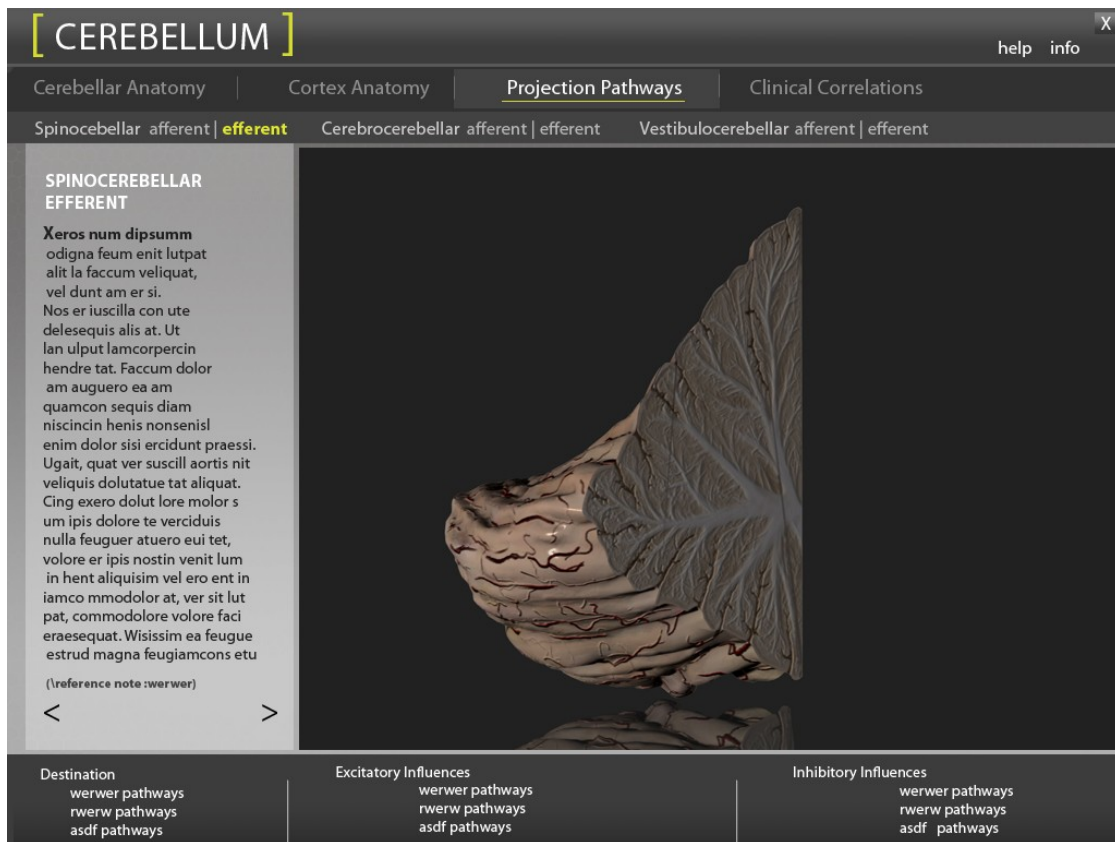 [ CEREBELLUM ]
X
help info
Cerebellar Anatomy Cortex Anatomy Projection Pathways Clinical Correlations
Spinocebellar afferent | efferent Cerebrocerebellar afferent | efferent Vestibulocerebellar afferent | efferent
SPINOCEREBELLAR
EFFERENT
Xeros num dipsumm
odigna feum enit lutpat
alit la faccum veliquat,
vel dunt am er si.
Nos er iuscilla con ute
delesequis alis at. Ut
lan ulput lamcorpercin
hendre tat. Faccum dolor
am auguero ea am
quamcon sequis diam
niscincin henis nonsenisl
enim dolor sisi ercidunt praessi.
Ugait, quat ver suscill aortis nit
veliquis dolutatue tat aliquat.
Cing exero dolut lore molor s
um ipis dolore te verciduis
nulla feuguer atuero eui tet,
volore er ipis nostin venit lum
in hent aliquisim vel ero ent in
iamco mmodolor at, ver sit lut
pat, commodolore volore faci
eraesequat. Wisissim ea feugue
estrud magna feugiamcons etu
(\reference note :werwer)
< >
Destination
werwer pathways
rwerw pathways
asdf pathways
Excitatory Influences
werwer pathways
rwerw pathways
asdf pathways
Inhibitory Influences
werwer pathways
rwerw pathways
asdf pathways